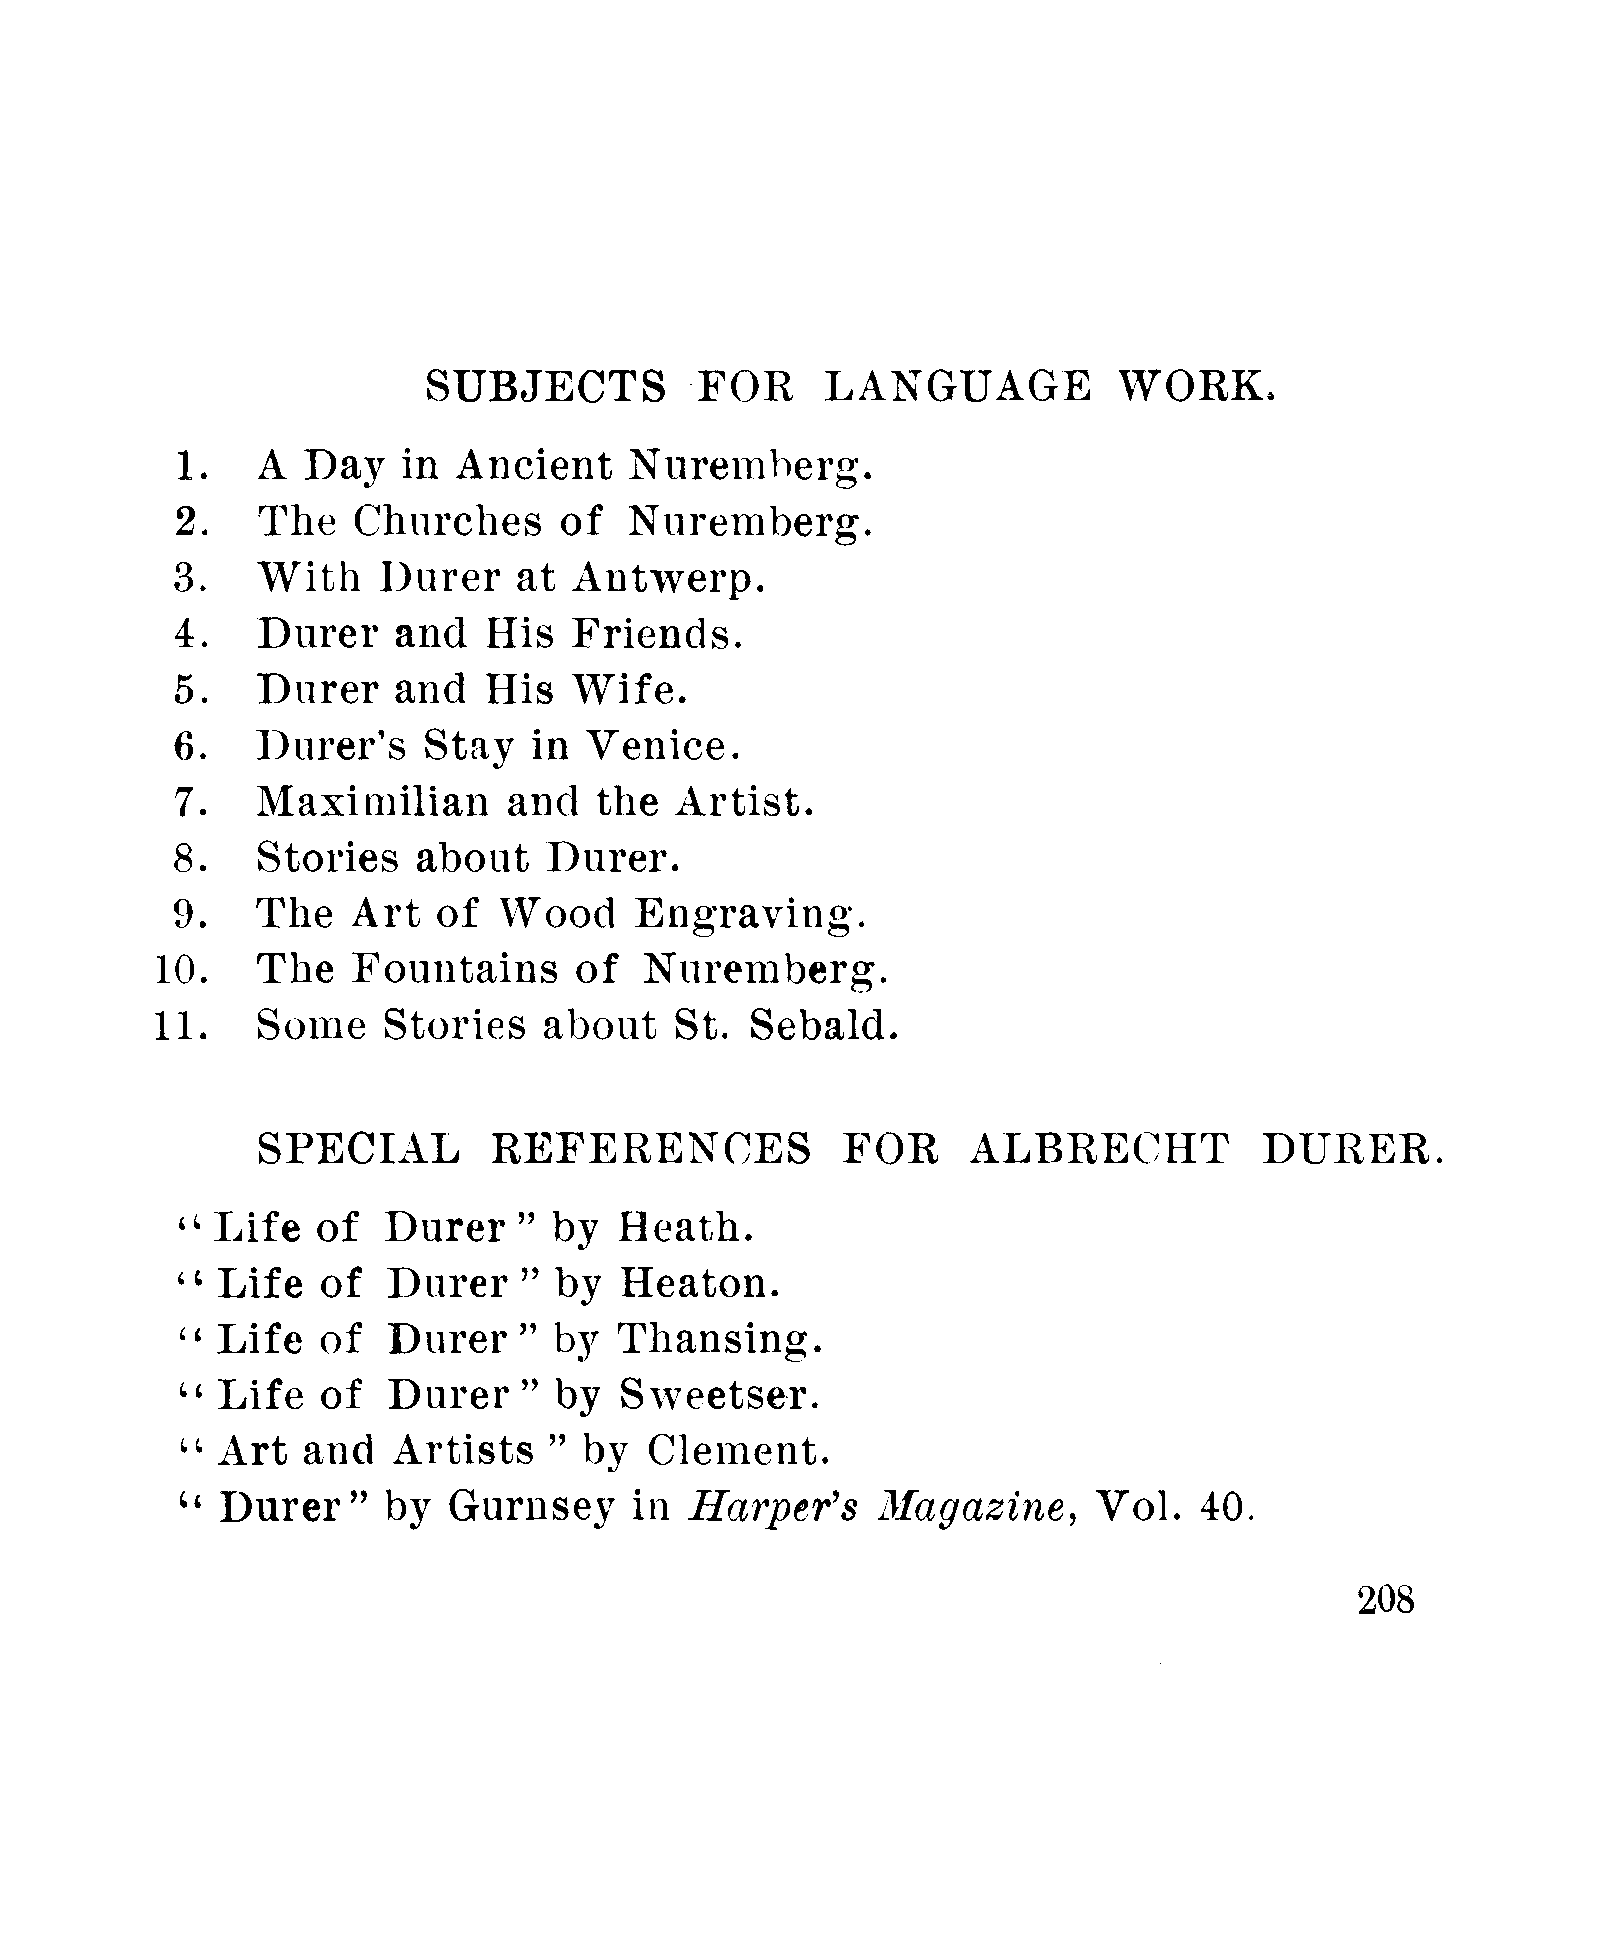 SUBJECTS FOR LANGUAGE WORK.
1. A Day in Ancient Nuremberg.
2. The Churches of Nuremberg.
3. With Durer at Antwerp.
4. Durer and His Friends.
5. Durer and His Wife.
6. Durer's Stay in Venice.
7. Maximilian and the Artist.
8. Stories about Durer.
9. The Art of Wood Engraving.
10. The Fountains of Nuremberg.
11. Some Stories about St. Sebald.
SPECIAL REFERENCES FOR ALBRECHT DURER.
“Life of Durer” by Heath.
“Life of Durer” by Heaton.
“Life of Durer” by Thansing.
“Life of Durer” by Sweetser.
“Art and Artists” by Clement.
“Durer” by Gurnsey in Harper's Magazine, Vol. 40.
208